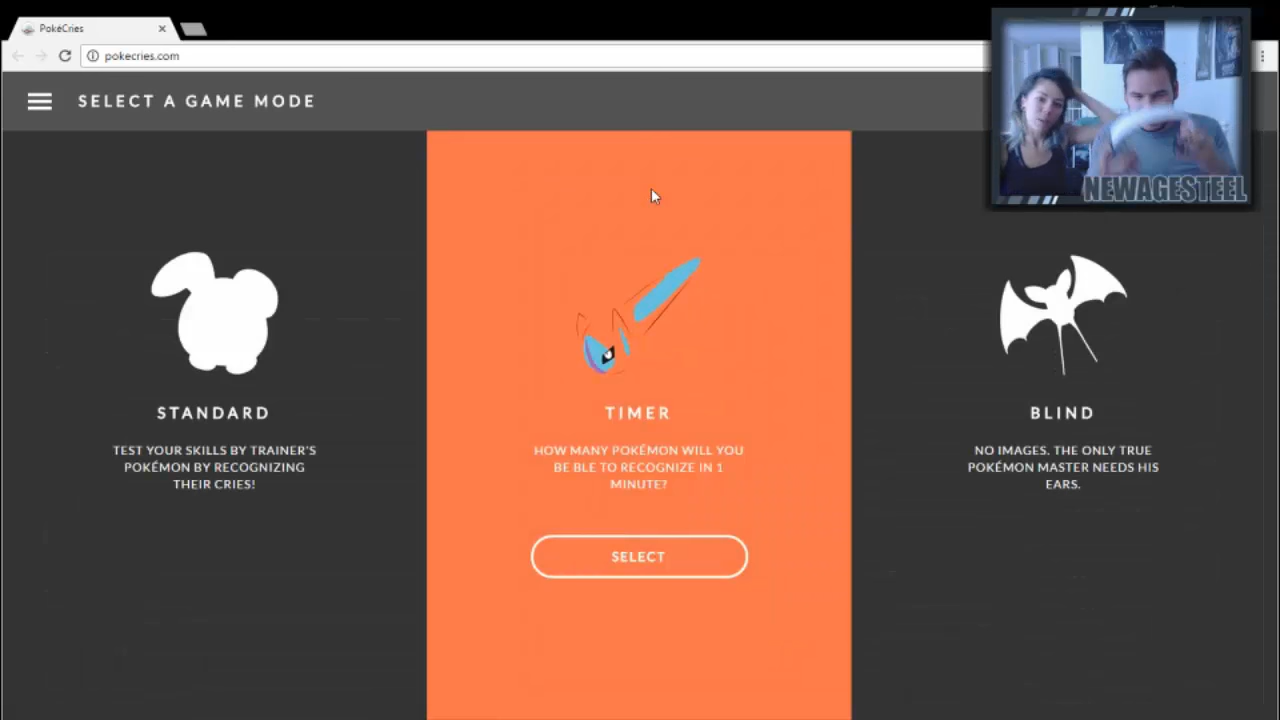 PokéCries
pokecries.com
SELECT A GAME MODE
NEWAGESTEEL
STANDARD
TEST YOUR SKILLS BY TRAINER'S
POKÉMON BY RECOGNIZING
THEIR CRIES!
TIMER
HOW MANY POKÉMON WILL YOU
BE BLE TO RECOGNIZE IN 1
MINUTE?
SELECT
BLIND
NO IMAGES. THE ONLY TRUE
POKÉMON MASTER NEEDS HIS
EARS.